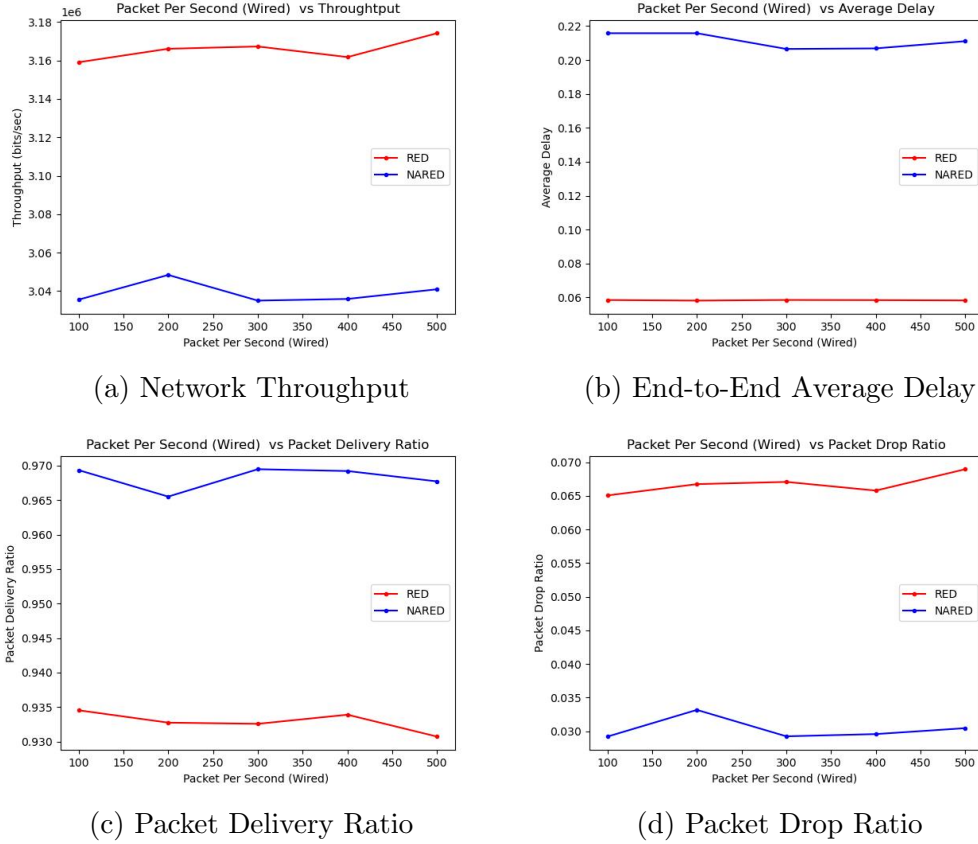 Packet Per Second (Wired) vs Throughtput
1e6
3.18
3.16
3.14
3.12
3.10
3.08
3.06
3.04
Throughput (bits/sec)
RED
NARED
100 150 200 250 300 350 400 450 500
Packet Per Second (Wired)
(a) Network Throughput
Packet Per Second (Wired) vs Average Delay
0.22
0.20
0.18
0.16
0.14
0.12
0.10
0.08
0.06
Average Delay
RED
NARED
100 150 200 250 300 350 400 450 500
Packet Per Second (Wired)
(b) End-to-End Average Delay
Packet Per Second (Wired) vs Packet Delivery Ratio
0.970
0.965
0.960
0.955
0.950
0.945
0.940
0.935
0.930
Packet Delivery Ratio
RED
NARED
100 150 200 250 300 350 400 450 500
Packet Per Second (Wired)
(c) Packet Delivery Ratio
Packet Per Second (Wired) vs Packet Drop Ratio
0.070
0.065
0.060
0.055
0.050
0.045
0.040
0.035
0.030
Packet Drop Ratio
RED
NARED
100 150 200 250 300 350 400 450 500
Packet Per Second (Wired)
(d) Packet Drop Ratio